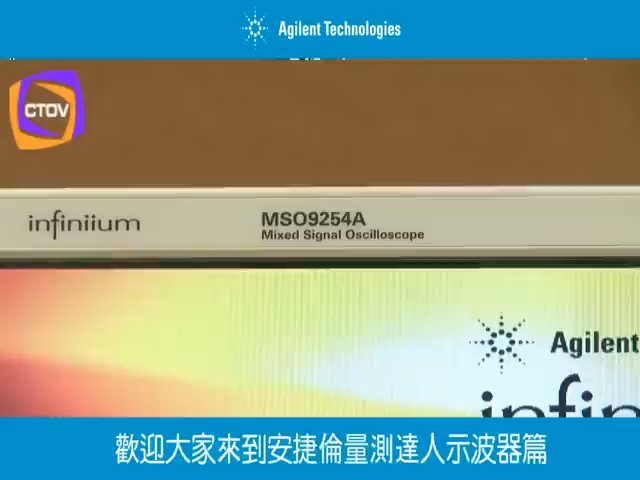 Agilent Technologies
CTOV
infiniium
MSO9254A
Mixed Signal Oscilloscope
Agilent
infin
歡迎大家來到安捷倫量測達人示波器篇